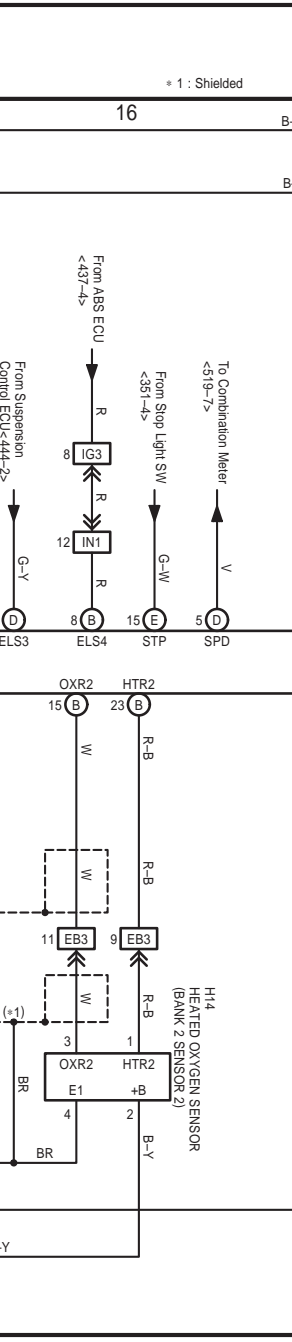 * 1 : Shielded
16
B-
B
From ABS ECU
<437–4>
From Suspension
Control ECU<444–2>
From Stop Light SW
<351–4>
To Combination Meter
<519–7>
R
8 IG3
R
12 IN1
R
G–Y
G–W
V
D
8 B
15 E
5 D
ELS3
ELS4
STP
SPD
OXR2
HTR2
15 B
23 B
W
R–B
W
R–B
11 EB3
9 EB3
W
R–B
(*1)
H14
HEATED OXYGEN SENSOR
(BANK 2 SENSOR 2)
3
1
OXR2
HTR2
E1
+B
4
2
BR
BR
B–Y
–Y